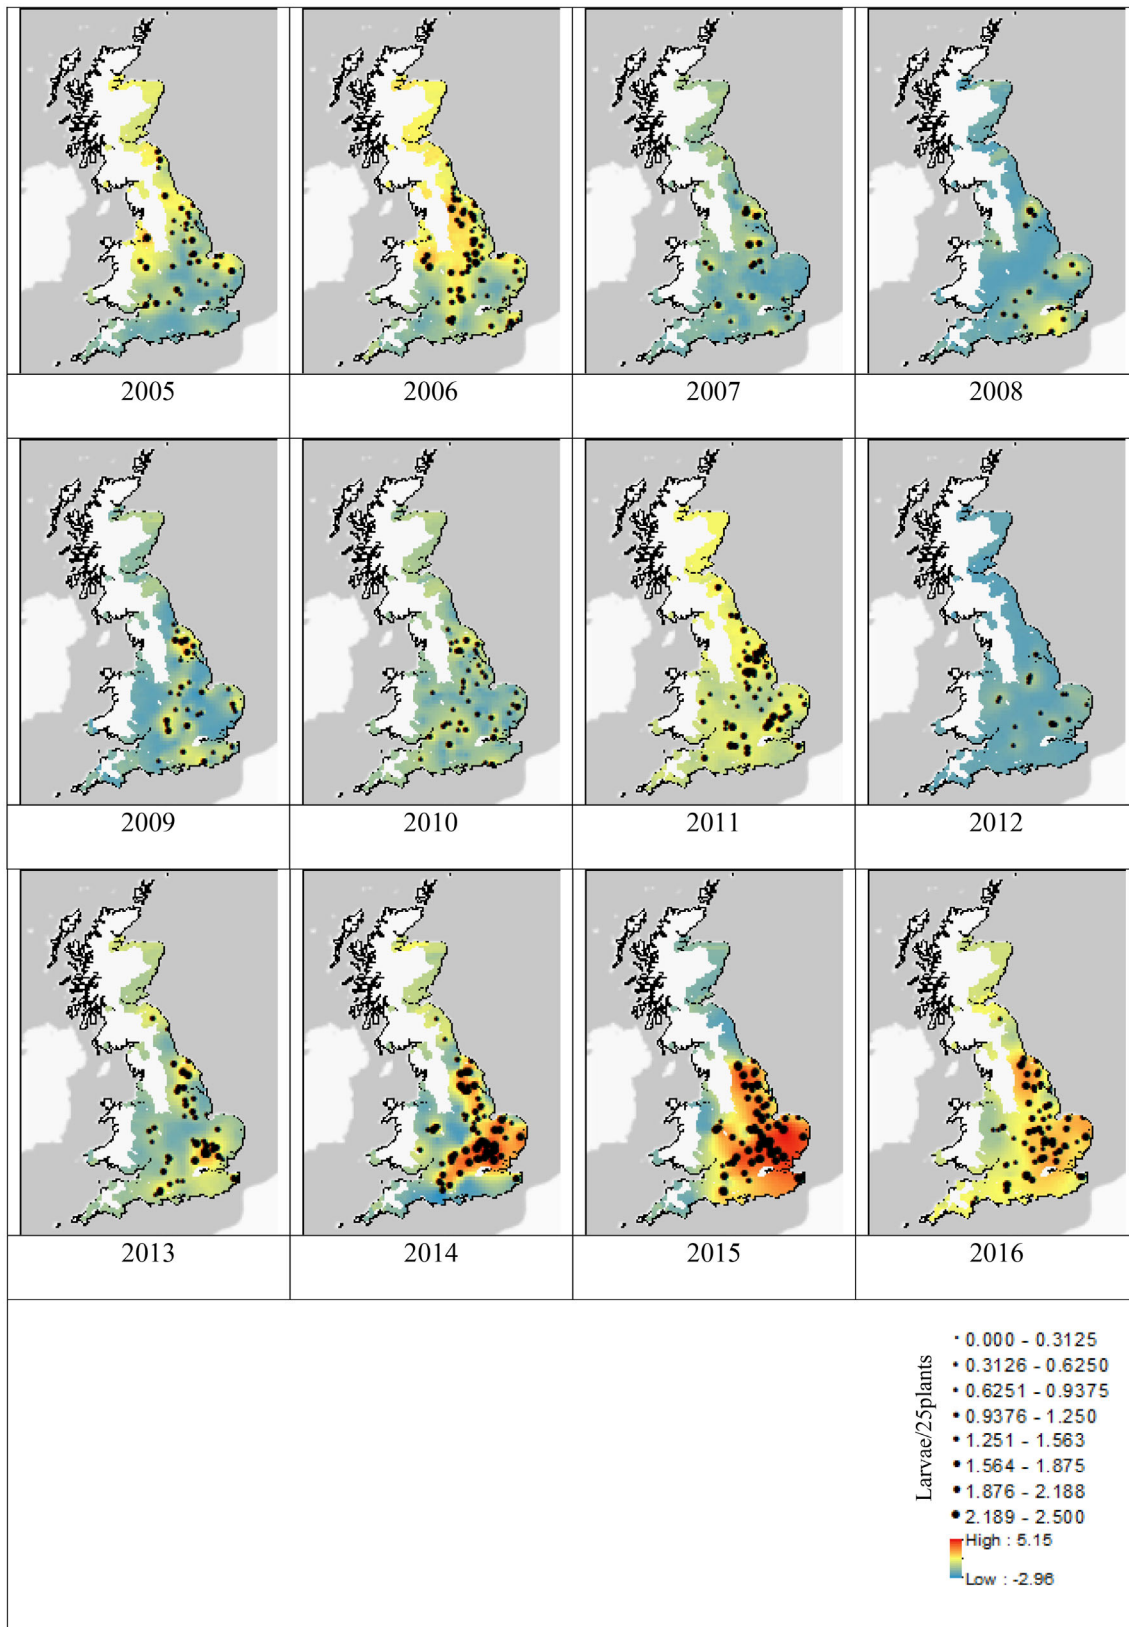 2005 2006 2007 2008
2009 2010 2011 2012
2013 2014 2015 2016
Larvae/25plants
0.000 - 0.3125
0.3126 - 0.6250
0.6251 - 0.9375
0.9376 - 1.250
1.251 - 1.563
1.564 - 1.875
1.876 - 2.188
2.189 - 2.500
High : 5.15
Low : -2.96